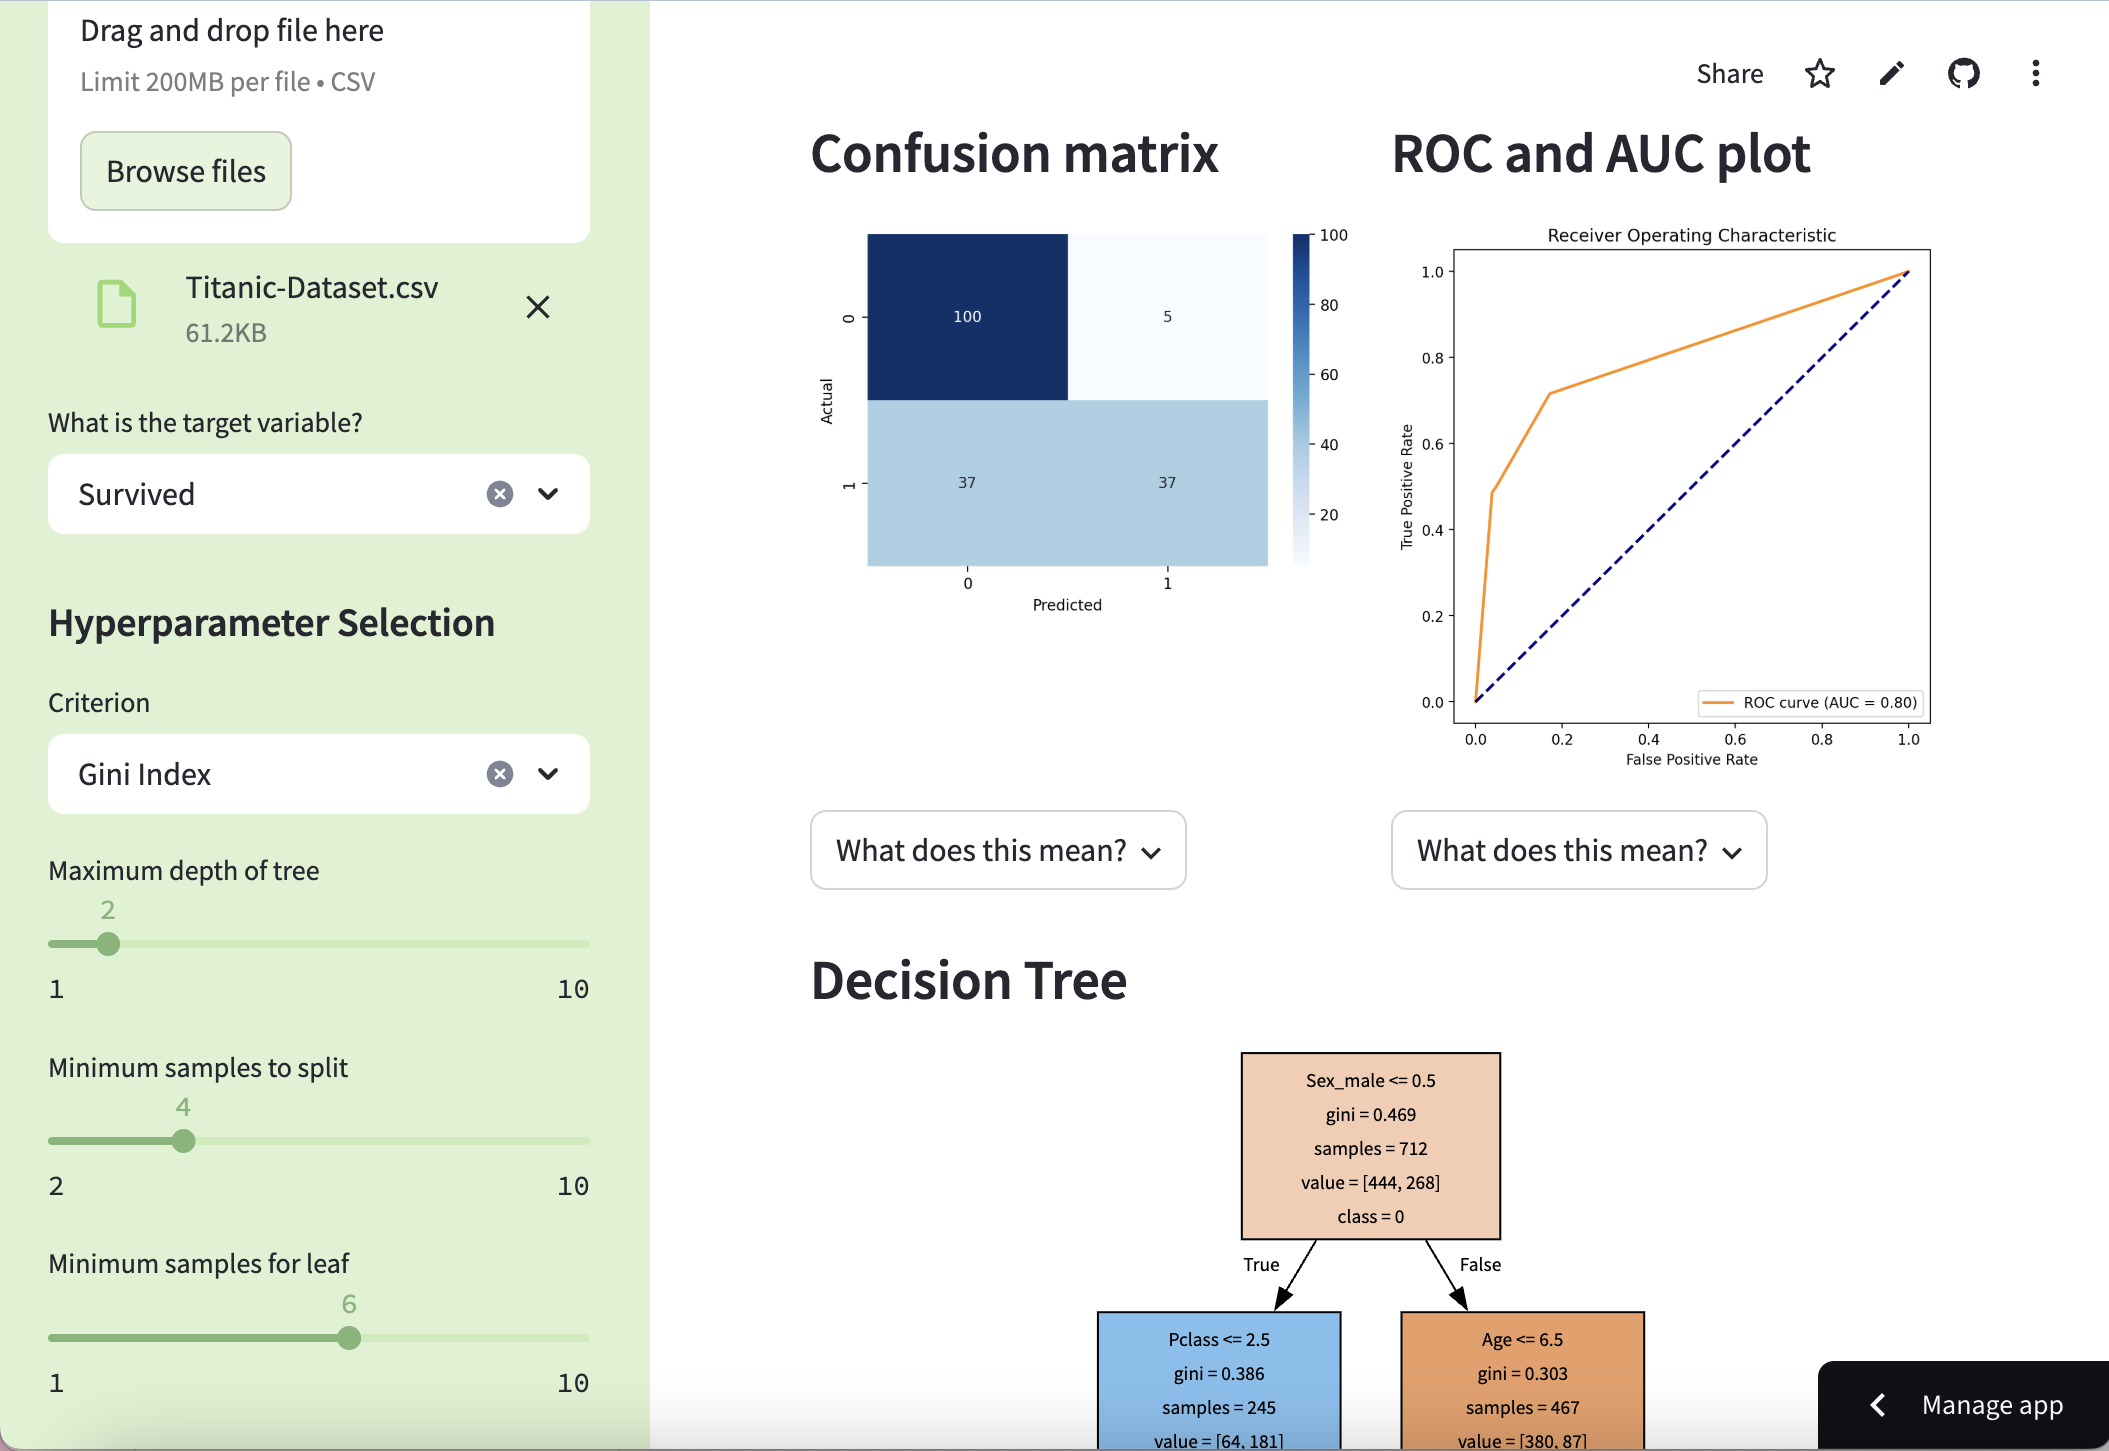 Drag and drop file here
Limit 200MB per file • CSV
Browse files
Titanic-Dataset.csv
61.2KB
What is the target variable?
Survived
Hyperparameter Selection
Criterion
Gini Index
Maximum depth of tree
2
1 10
Minimum samples to split
4
2 10
Minimum samples for leaf
6
1 10
Share
Confusion matrix
100 5
37 37
0
1
Actual
0 1
Predicted
100
80
60
40
20
What does this mean?
ROC and AUC plot
Receiver Operating Characteristic
1.0
0.8
0.6
0.4
0.2
0.0
True Positive Rate
ROC curve (AUC = 0.80)
0.0 0.2 0.4 0.6 0.8 1.0
False Positive Rate
What does this mean?
Decision Tree
Sex_male <= 0.5
gini = 0.469
samples = 712
value = [444, 268]
class = 0
True
False
Pclass <= 2.5
gini = 0.386
samples = 245
value = [64, 181]
Age <= 6.5
gini = 0.303
samples = 467
value = [380, 87]
Manage app